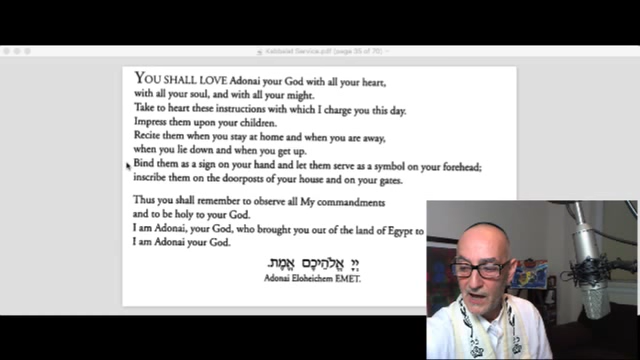 Kabbalat Service.pdf (page 35 of 70)
YOU SHALL LOVE Adonai your God with all your heart,
with all your soul, and with all your might.
Take to heart these instructions with which I charge you this day.
Impress them upon your children.
Recite them when you stay at home and when you are away,
when you lie down and when you get up.
Bind them as a sign on your hand and let them serve as a symbol on your forehead;
inscribe them on the doorposts of your house and on your gates.
Thus you shall remember to observe all My commandments
and to be holy to your God.
I am Adonai, your God, who brought you out of the land of Egypt to
I am Adonai your God.
יְיָ אֱלֹהֵיכֶם אֱמֶת.
Adonai Eloheichem EMET.